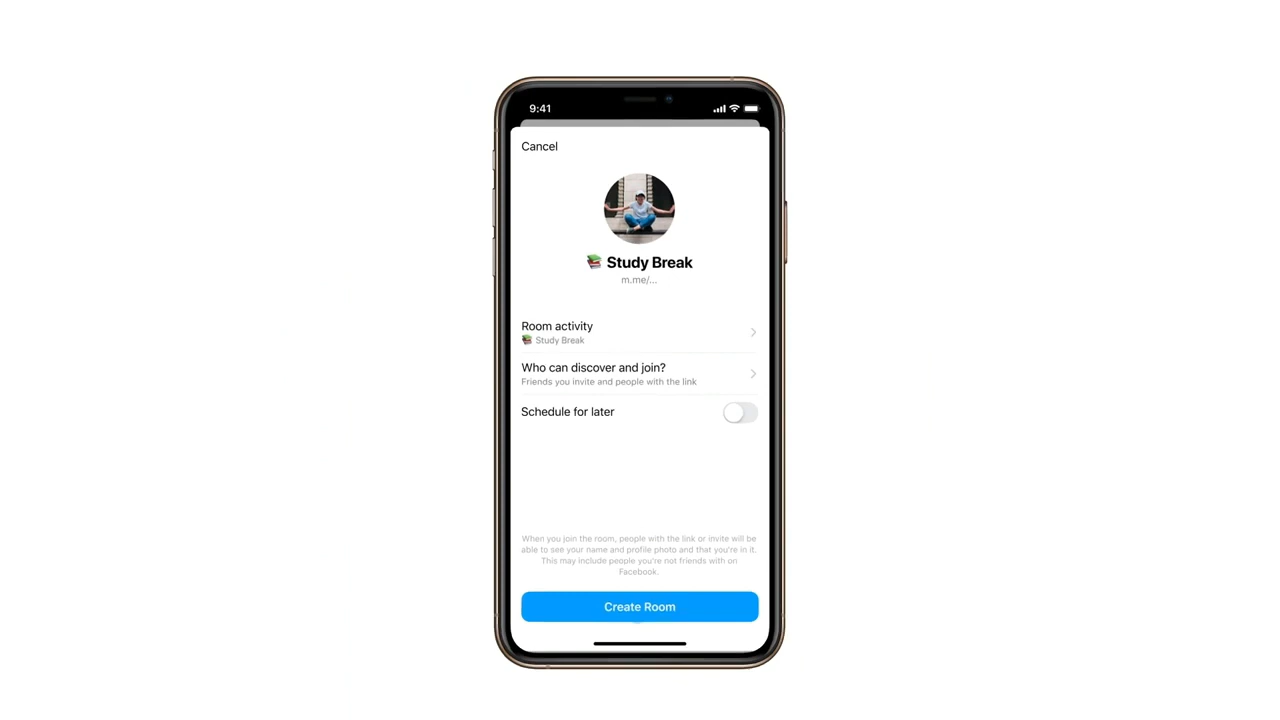 9:41
Cancel
Study Break
m.me/...
Room activity
Study Break
Who can discover and join?
Friends you invite and people with the link
Schedule for later
When you join the room, people with the link or invite will be
able to see your name and profile photo and that you're in it.
This may include people you're not friends with on
Facebook.
Create Room